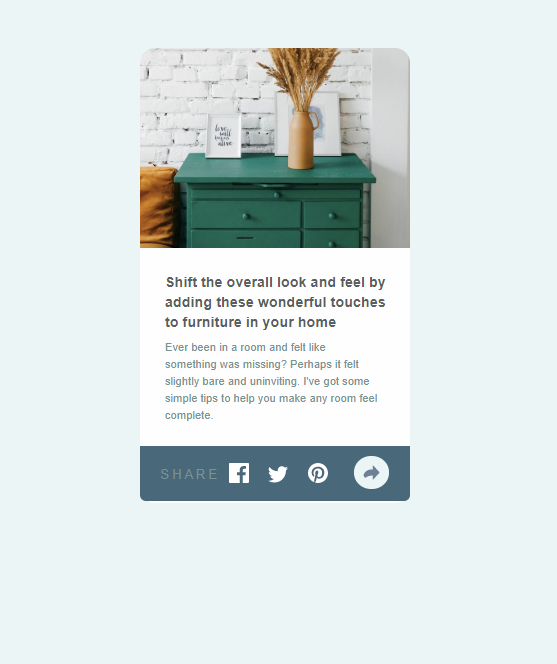 Shift the overall look and feel by
adding these wonderful touches
to furniture in your home
Ever been in a room and felt like
something was missing? Perhaps it felt
slightly bare and uninviting. I've got some
simple tips to help you make any room feel
complete.
SHARE